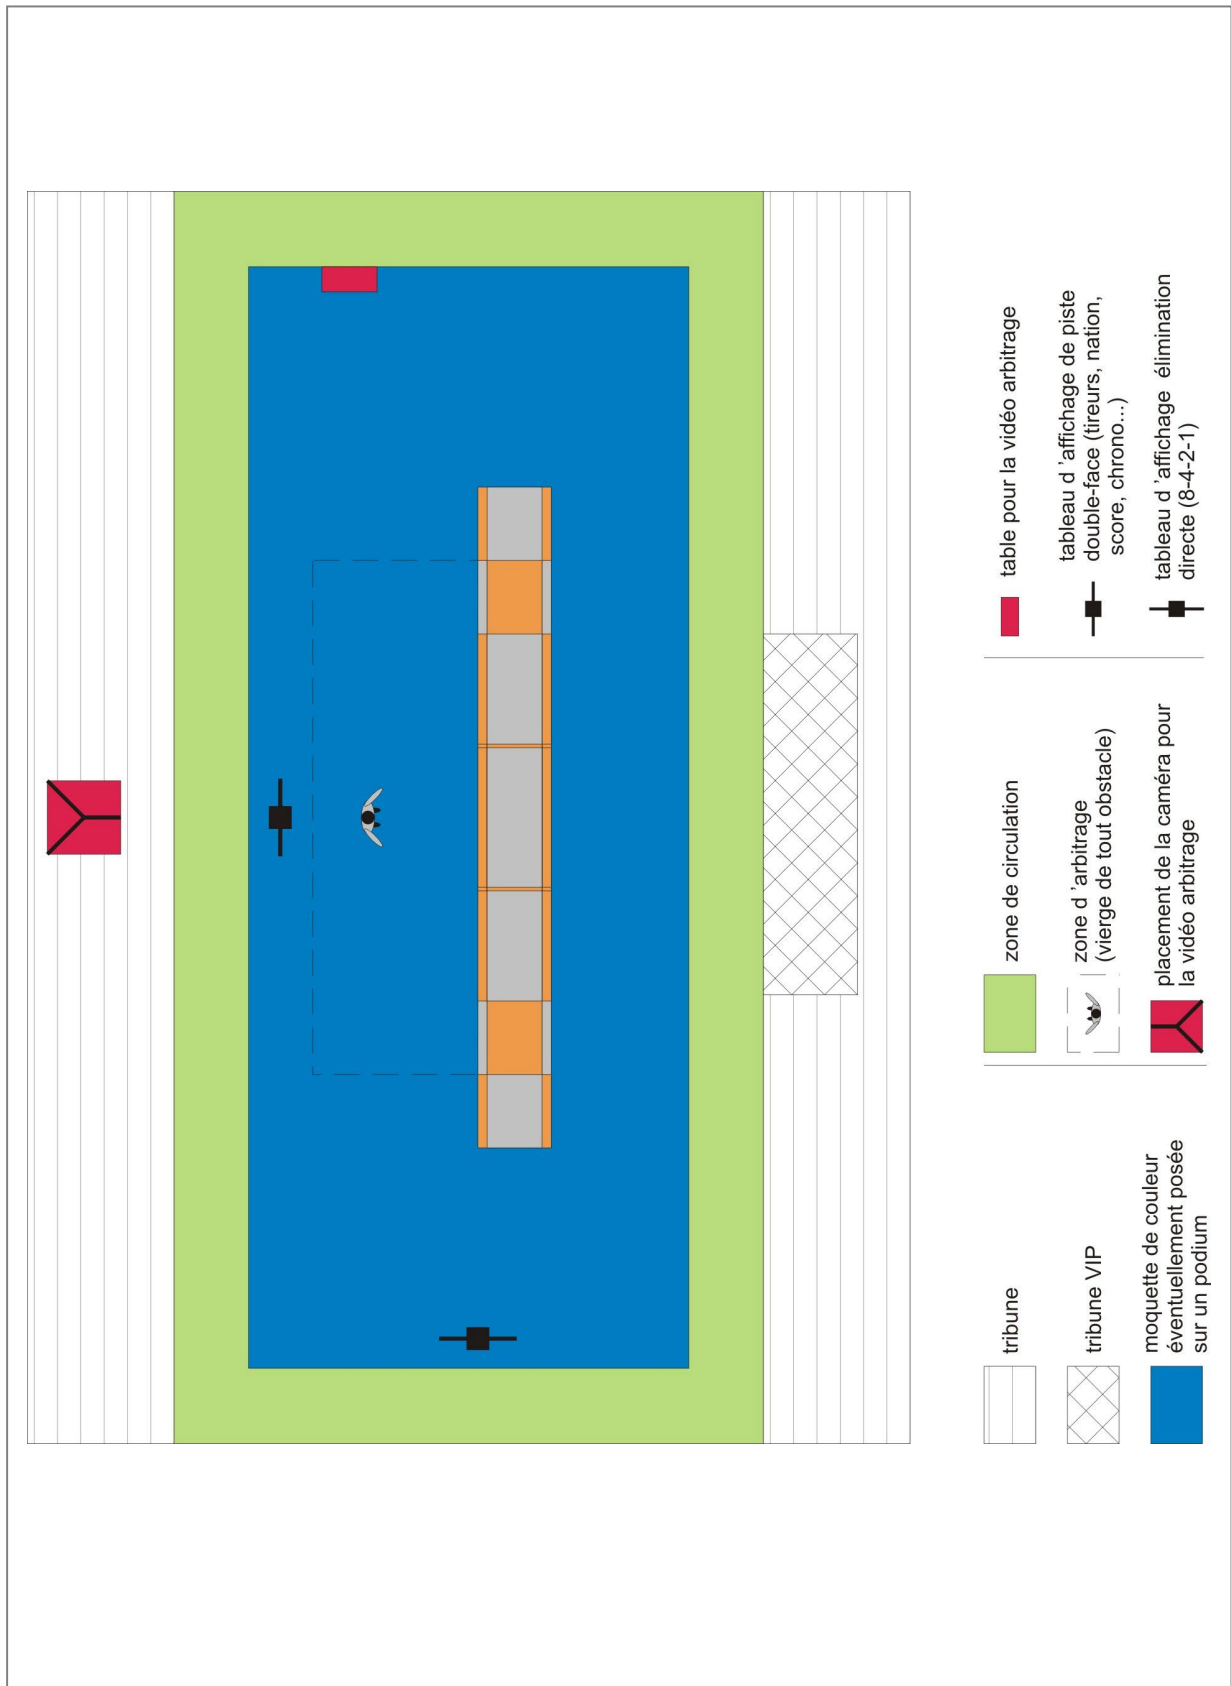 tribune
tribune VIP
moquette de couleur
éventuellement posée
sur un podium
zone de circulation
zone d 'arbitrage
(vierge de tout obstacle)
placement de la caméra pour
la vidéo arbitrage
table pour la vidéo arbitrage
tableau d 'affichage de piste
double-face (tireurs, nation,
score, chrono...)
tableau d 'affichage  élimination
directe (8-4-2-1)